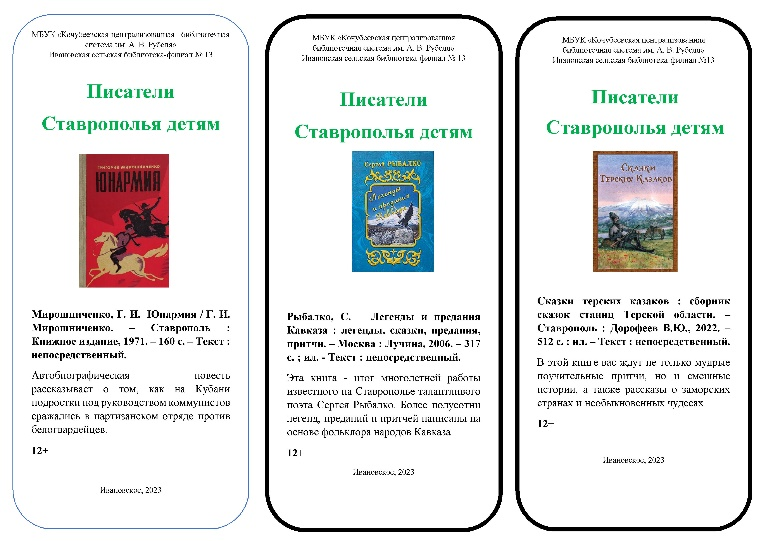 МБУК «Кочубеевская централизованная библиотечная
система им. А. В. Рубеля»
Ивановская сельская библиотека-филиал № 13
Писатели
Ставрополья детям
ЮНАРМИЯ
Мирошниченко, Г. И. Юнармия / Г. И.
Мирошниченко. – Ставрополь :
Книжное издание, 1971. – 160 с. – Текст :
непосредственный.
Автобиографическая повесть
рассказывает о том, как на Кубани
подростки под руководством коммунистов
сражались в партизанском отряде против
белогвардейцев.
12+
Ивановское, 2023
МБУК «Кочубеевская централизованная
библиотечная система им. А. В. Рубеля»
Ивановская сельская библиотека-филиал № 13
Писатели
Ставрополья детям
Сергей РЫБАЛКО
Легенды
и предания
Рыбалко, С. Легенды и предания
Кавказа : легенды, сказки, предания,
притчи. – Москва : Лучина, 2006. – 317
с. ; ил. - Текст : непосредственный.
Эта книга - итог многолетней работы
известного на Ставрополье талантливого
поэта Сергея Рыбалко. Более полусотни
легенд, преданий и притчей написаны на
основе фольклора народов Кавказа
12+
Ивановское, 2023
МБУК «Кочубеевская централизованная
библиотечная система им. А. В. Рубеля»
Ивановская сельская библиотека-филиал №13
Писатели
Ставрополья детям
Сказки
Терских Казаков
Сказки терских казаков : сборник
сказок станиц Терской области. –
Ставрополь : Дорофеев В.Ю., 2022. –
512 с. : ил. – Текст : непосредственный.
В этой книге вас ждут не только мудрые
поучительные притчи, но и смешные
истории, а также рассказы о заморских
странах и необыкновенных чудесах
12+
Ивановское, 2023